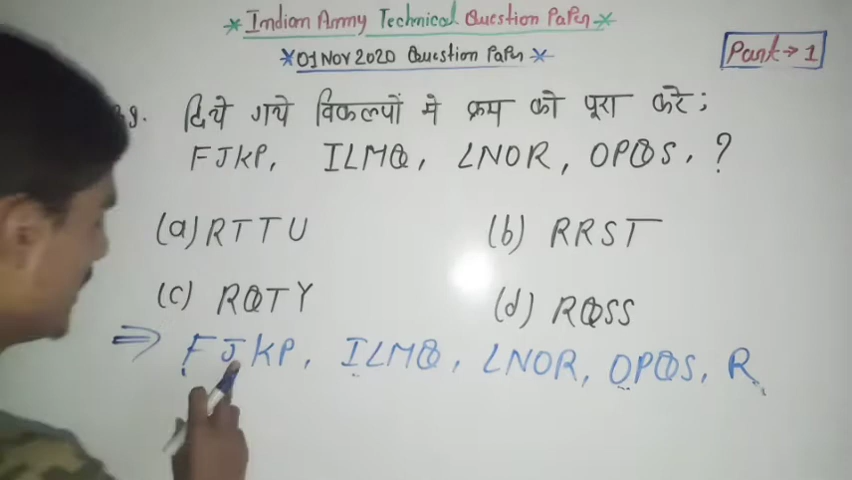 *Indian Army Technical Question Paper*
*01 NOV 2020 Question Paper*
Part→1
9. दिये गये विकल्पों मे क्रम को पूरा करे;
FJKP, ILMQ, LNOR, OPQS, ?
(a) RTTU (b) RRST
(c) RQTY (d) RQSS
⇒ FJKP, ILMQ, LNOR, OPQS, R